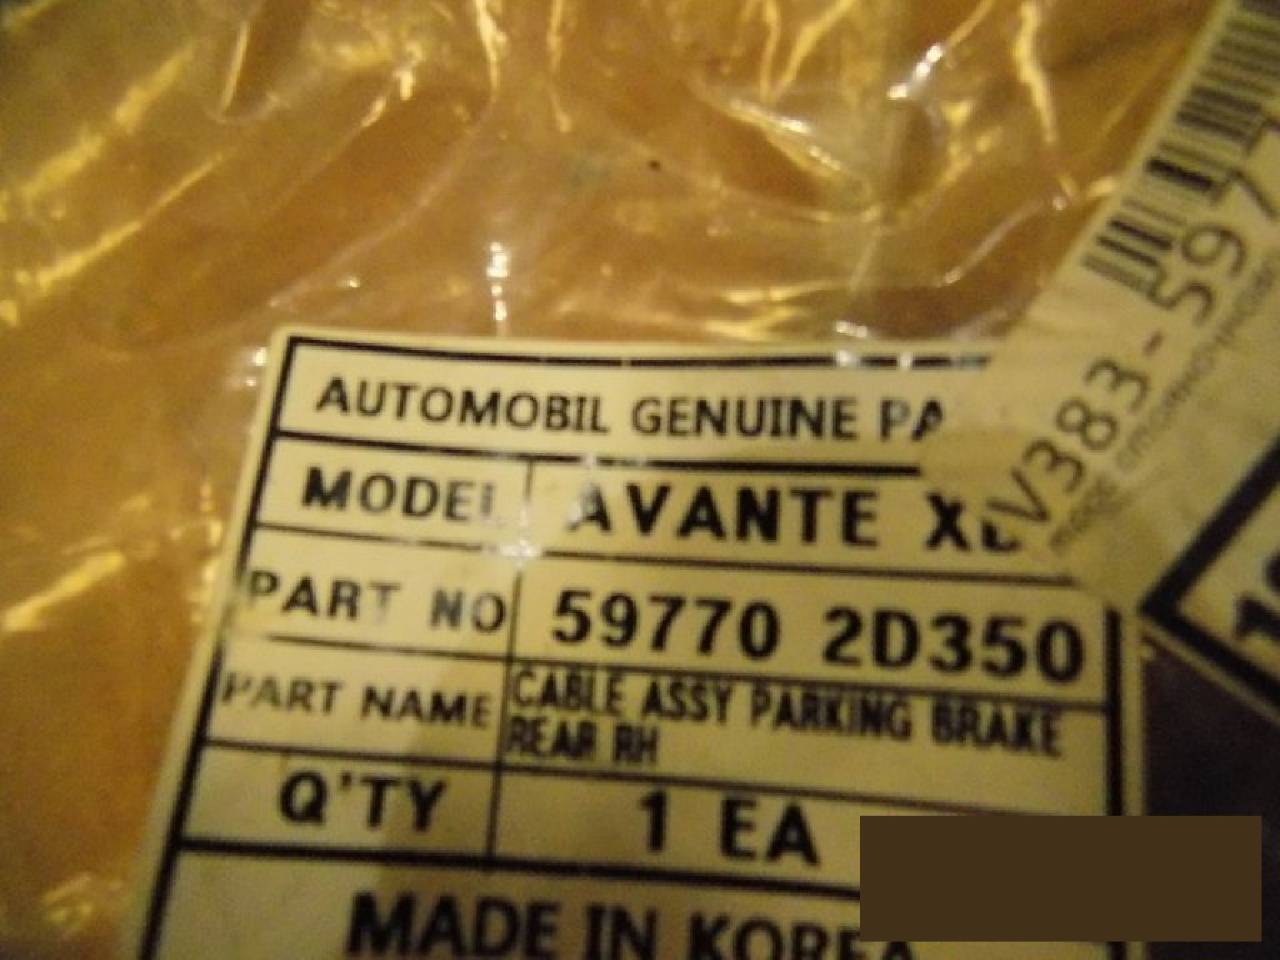 AUTOMOBIL GENUINE PA
MODEL AVANTE
PART NO 59770 2D350
PART NAME CABLE ASSY PARKING BRAKE
REAR RH
Q'TY 1 EA
MADE IN KOREA
V383-597